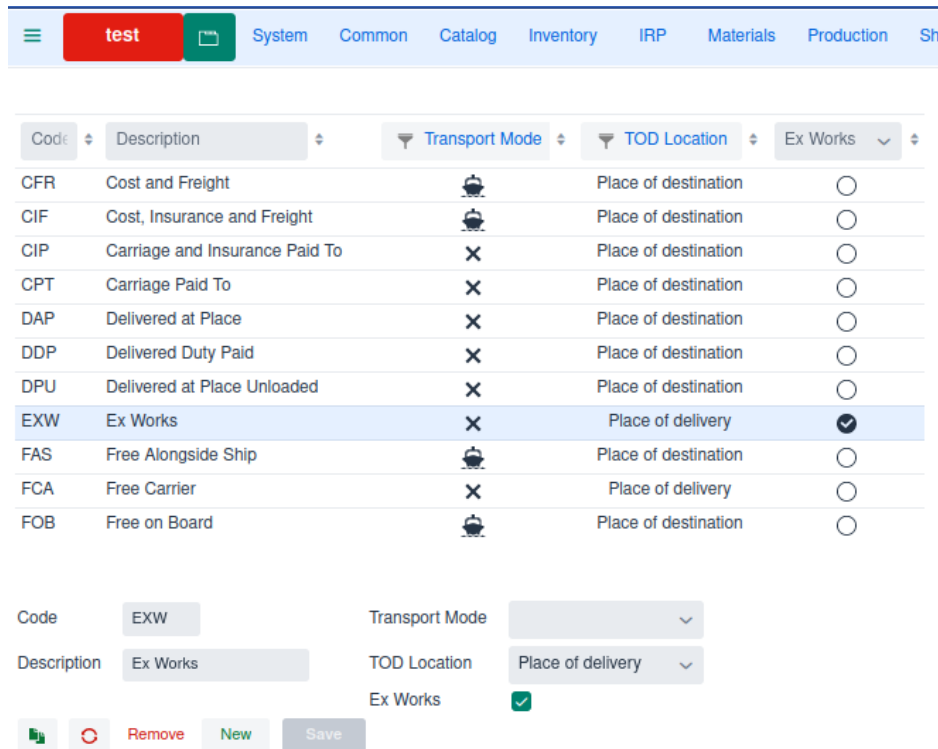 test System Common Catalog Inventory IRP Materials Production Sh
Code Description Transport Mode TOD Location Ex Works
CFR Cost and Freight Place of destination
CIF Cost, Insurance and Freight Place of destination
CIP Carriage and Insurance Paid To Place of destination
CPT Carriage Paid To Place of destination
DAP Delivered at Place Place of destination
DDP Delivered Duty Paid Place of destination
DPU Delivered at Place Unloaded Place of destination
EXW Ex Works Place of delivery
FAS Free Alongside Ship Place of destination
FCA Free Carrier Place of delivery
FOB Free on Board Place of destination
Code EXW Transport Mode
Description Ex Works TOD Location Place of delivery
Ex Works
Remove New Save